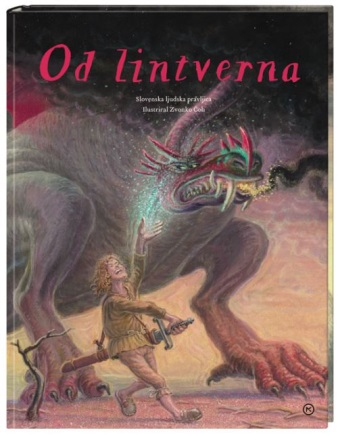 Od lintverna
Slovenska ljudska pravljica
Ilustriral Zvonko Čoh